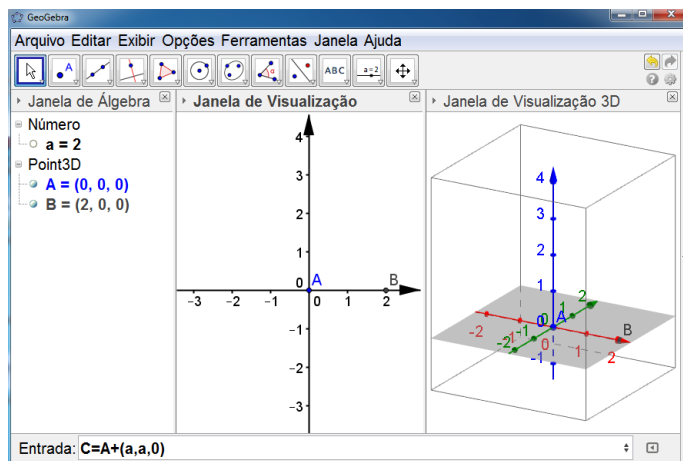 GeoGebra
Arquivo Editar Exibir Opções Ferramentas Janela Ajuda
A
ABC
a=2
Janela de Álgebra
Número
a = 2
Point3D
A = (0, 0, 0)
B = (2, 0, 0)
Janela de Visualização
4
3
2
1
0
A
B
-3 -2 -1 0 1 2
-1
-2
-3
Janela de Visualização 3D
4
3
2
1
0
-1
A
B
-2 -1 0 1 2
-2 -1 0 1 2
Entrada: C=A+(a,a,0)